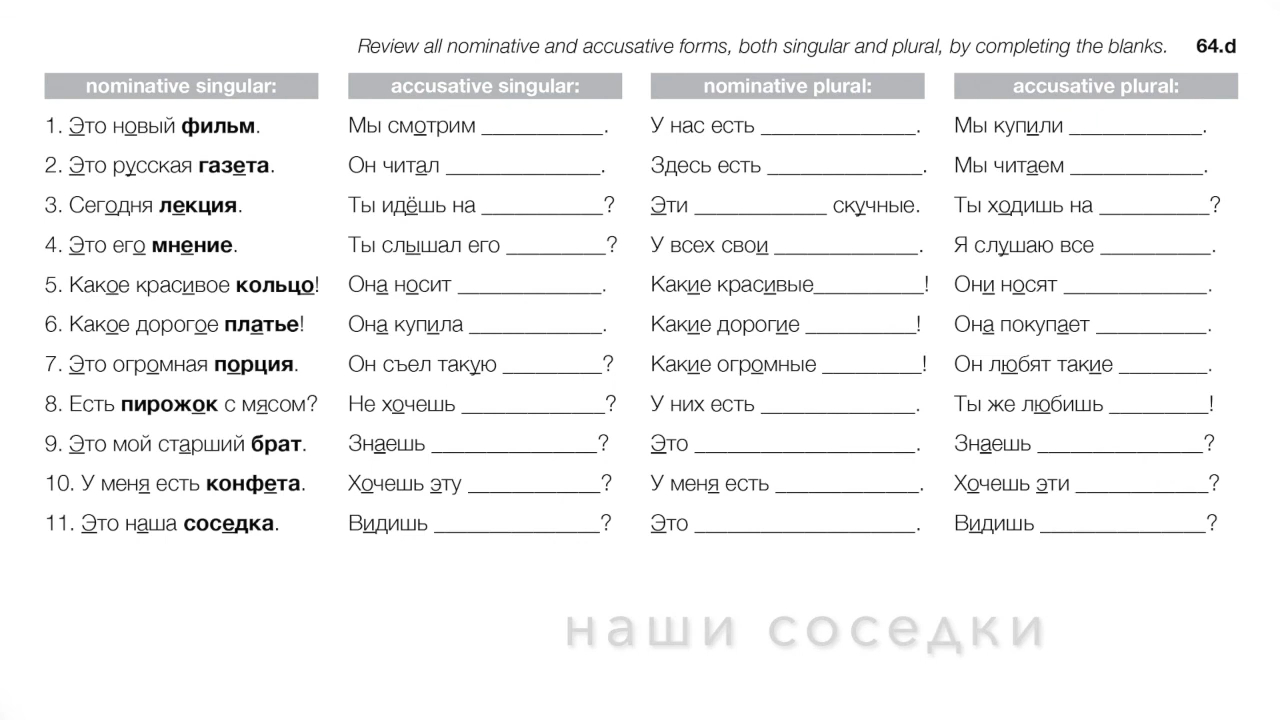 Review all nominative and accusative forms, both singular and plural, by completing the blanks. 64.d
nominative singular: accusative singular: nominative plural: accusative plural:
1. Это новый фильм. Мы смотрим ___________. У нас есть ______________. Мы купили ____________.
2. Это русская газета. Он читал ______________. Здесь есть ______________. Мы читаем ____________.
3. Сегодня лекция. Ты идёшь на ___________? Эти ____________ скучные. Ты ходишь на __________?
4. Это его мнение. Ты слышал его _________? У всех свои _____________. Я слушаю все __________.
5. Какое красивое кольцо! Она носит _____________. Какие красивые__________! Они носят _____________.
6. Какое дорогое платье! Она купила ____________. Какие дорогие __________! Она покупает __________.
7. Это огромная порция. Он съел такую _________? Какие огромные _________! Он любят такие ________.
8. Есть пирожок с мясом? Не хочешь _____________? У них есть ______________. Ты же любишь _________!
9. Это мой старший брат. Знаешь _______________? Это ____________________. Знаешь _______________?
10. У меня есть конфета. Хочешь эту ____________? У меня есть _____________. Хочешь эти ____________?
11. Это наша соседка. Видишь _______________? Это ____________________. Видишь _______________?
наши соседки